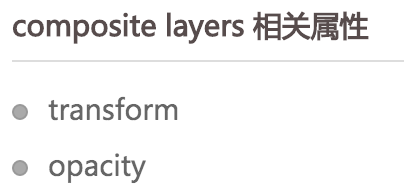 composite layers 相关属性
transform
opacity